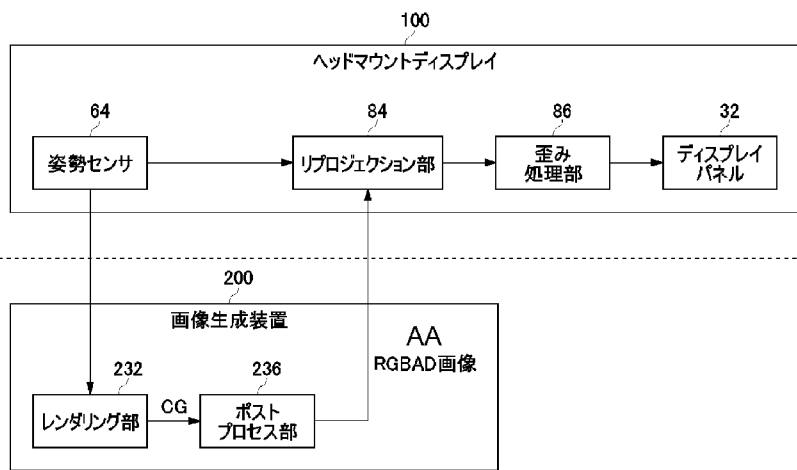 100
ヘッドマウントディスプレイ
64
84
86
32
姿勢センサ
リプロジェクション部
歪み
処理部
ディスプレイ
パネル
200
画像生成装置
AA
RGBAD画像
232
236
レンダリング部
CG
ポスト
プロセス部